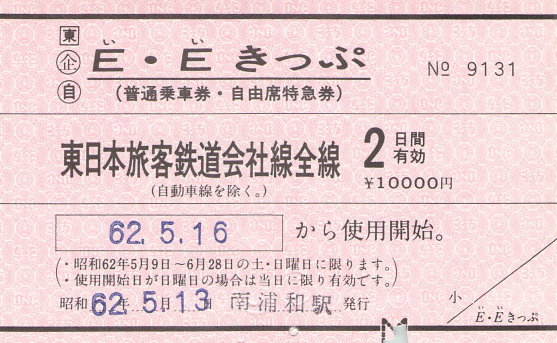 東
企
自
い い
E・E きっぷ
(普通乗車券・自由席特急券)
№ 9131
東日本旅客鉄道会社線全線
(自動車線を除く。)
2 日間有効
¥10000円
62.5.16 から使用開始。
(・昭和62年5月9日～6月28日の土・日曜日に限ります。
・使用開始日が日曜日の場合は当日に限り有効です。)
昭和 62年 5月13日 南浦和駅 発行
小
い い
E・Eきっぷ